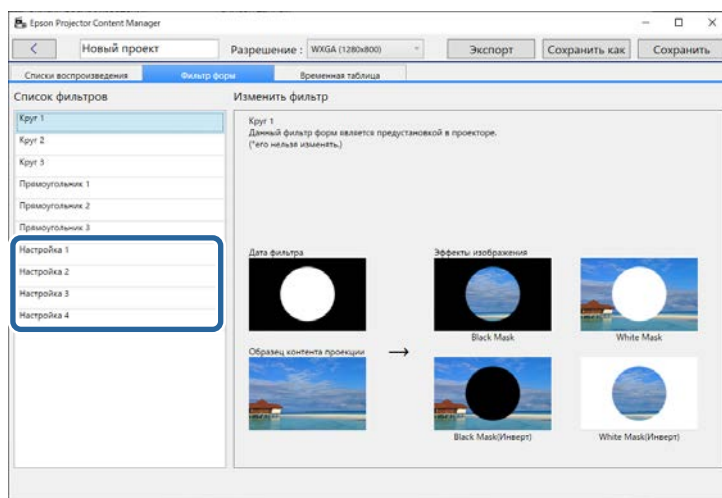 Epson Projector Content Manager
Новый проект Разрешение : WXGA (1280x800) Экспорт Сохранить как Сохранить
Списки воспроизведения Фильтр форм Временная таблица
Список фильтров Изменить фильтр
Круг 1
Круг 2
Круг 3
Прямоугольник 1
Прямоугольник 2
Прямоугольник 3
Настройка 1
Настройка 2
Настройка 3
Настройка 4
Круг 1
Данный фильтр форм является предустановкой в проекторе.
(*его нельзя изменять.)
Дата фильтра Эффекты изображения
Black Mask White Mask
Образец контента проекции →
Black Mask(Инверт) White Mask(Инверт)